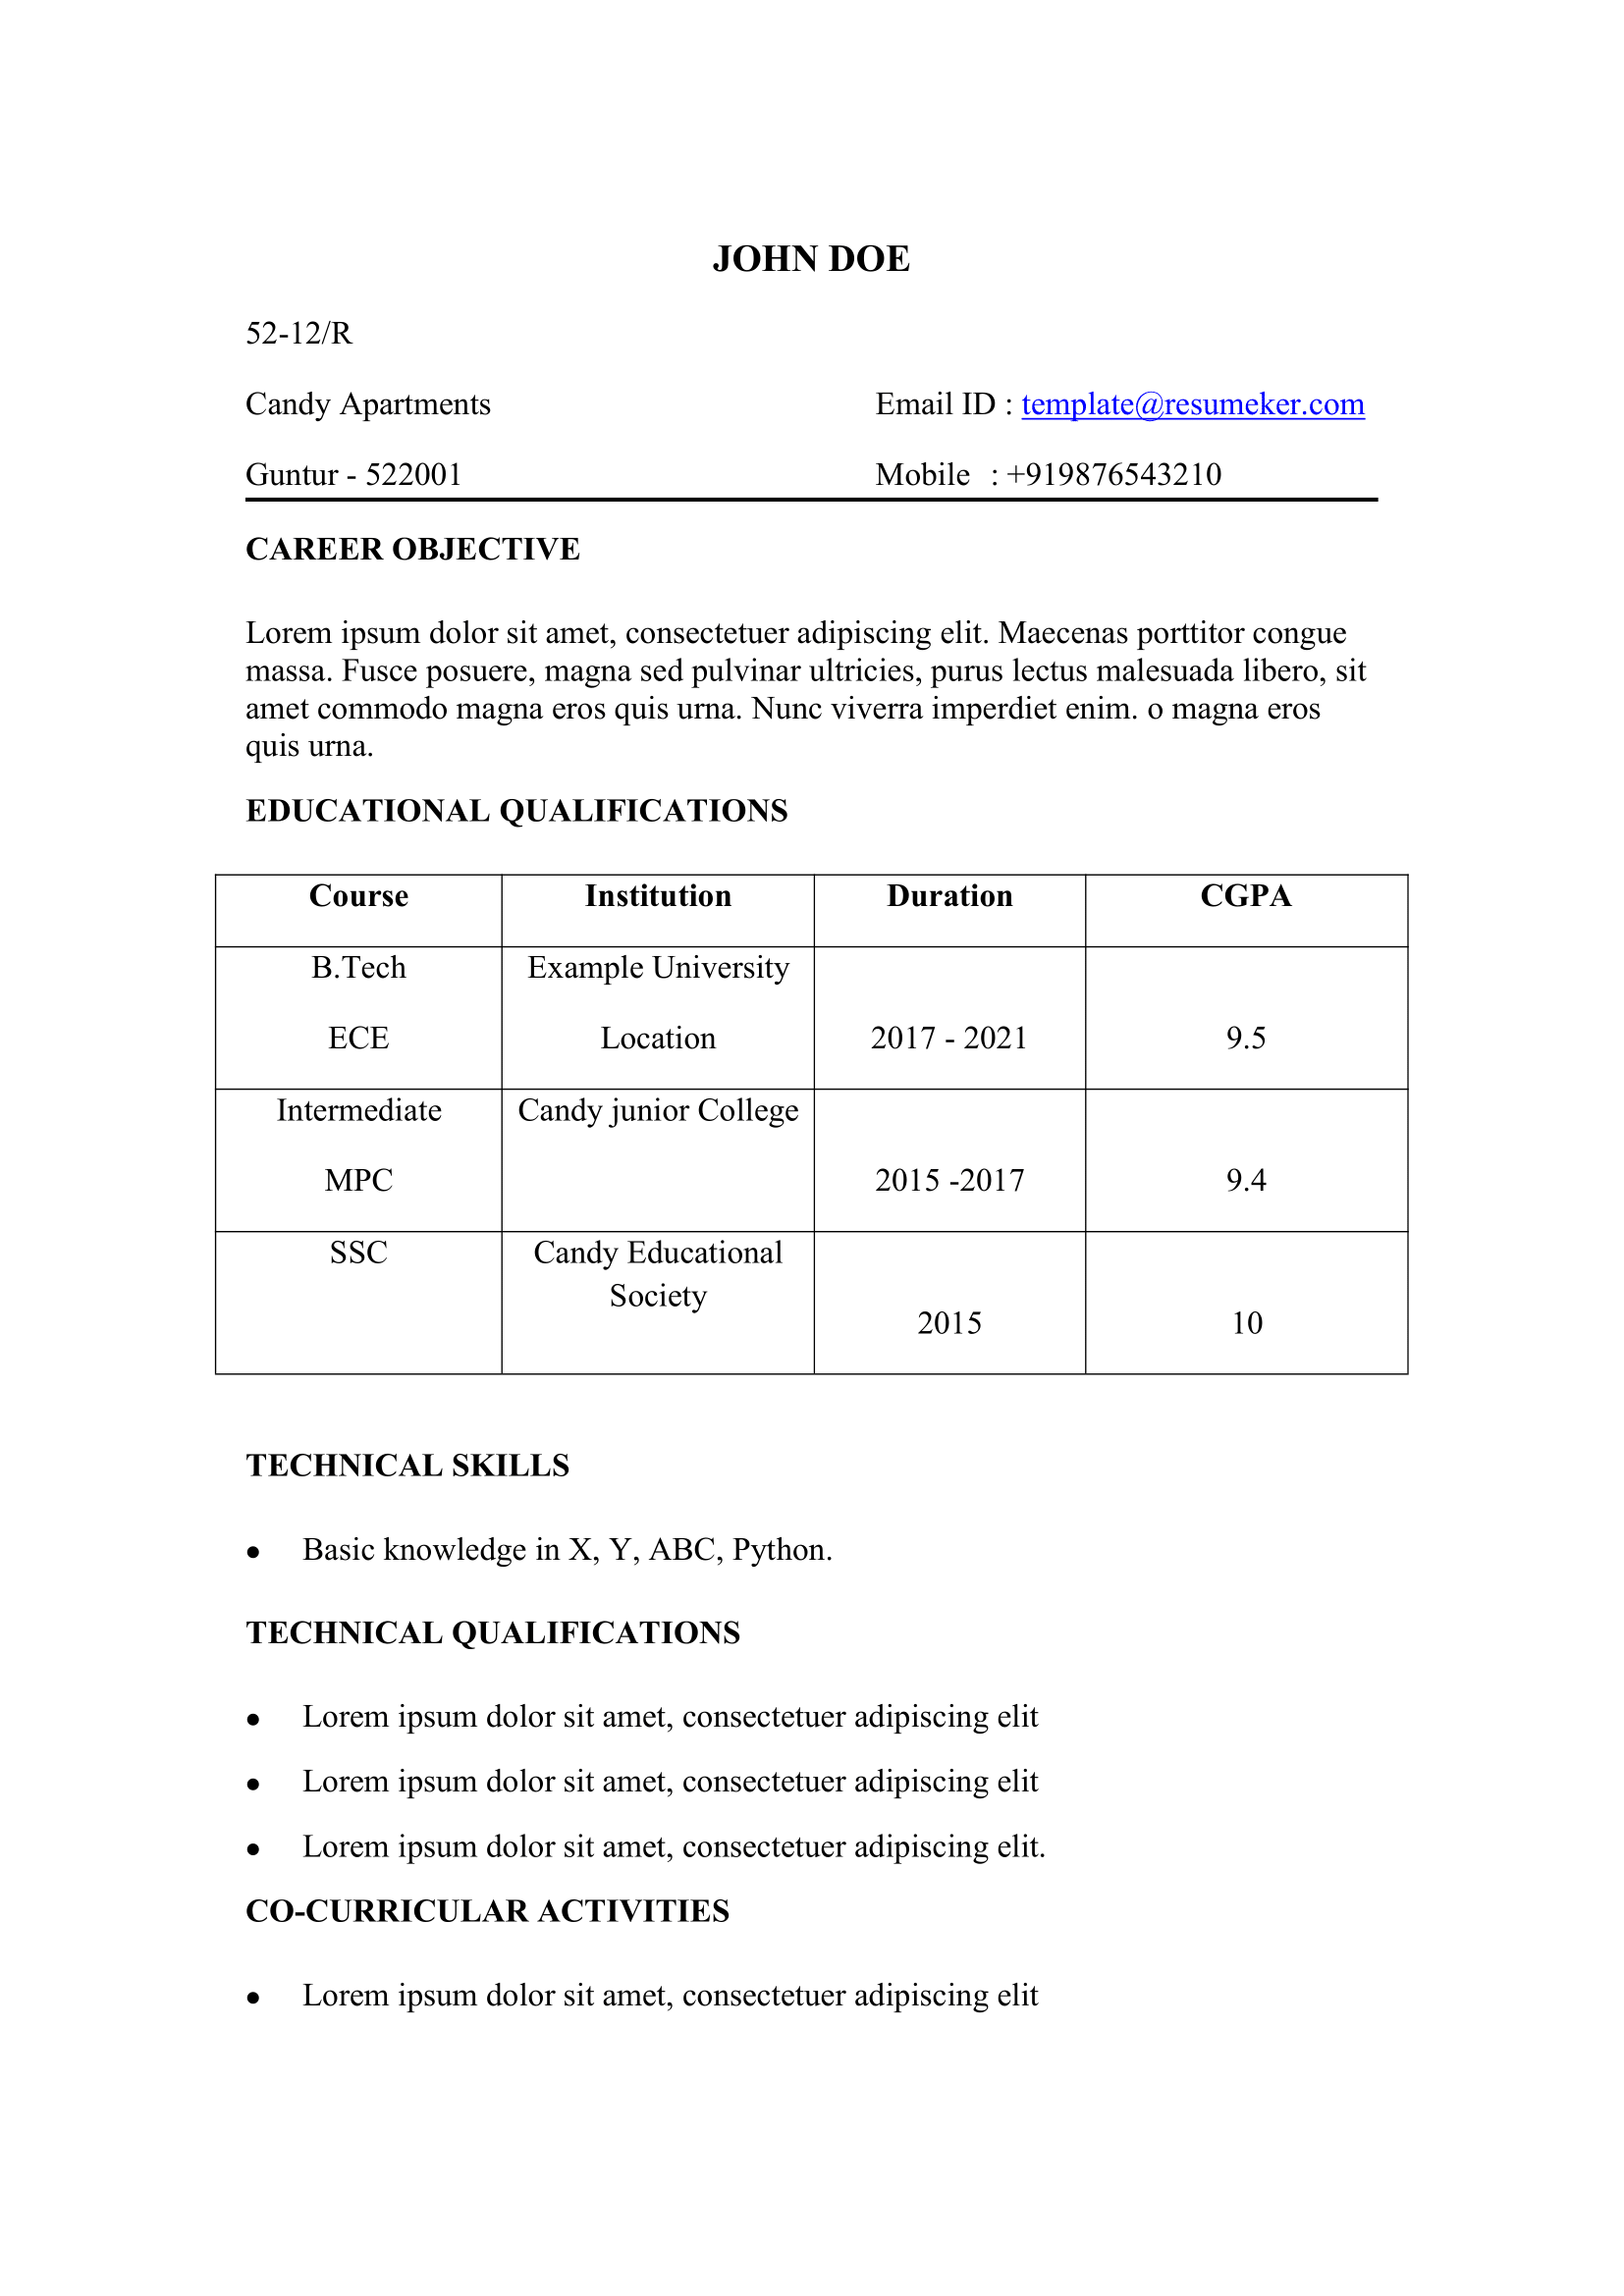 JOHN DOE
52-12/R
Candy Apartments Email ID : template@resumeker.com
Guntur - 522001 Mobile : +919876543210
CAREER OBJECTIVE
Lorem ipsum dolor sit amet, consectetuer adipiscing elit. Maecenas porttitor congue
massa. Fusce posuere, magna sed pulvinar ultricies, purus lectus malesuada libero, sit
amet commodo magna eros quis urna. Nunc viverra imperdiet enim. o magna eros
quis urna.
EDUCATIONAL QUALIFICATIONS
Course Institution Duration CGPA
B.Tech Example University
ECE Location 2017 - 2021 9.5
Intermediate Candy junior College
MPC 2015 -2017 9.4
SSC Candy Educational
Society
2015 10
TECHNICAL SKILLS
● Basic knowledge in X, Y, ABC, Python.
TECHNICAL QUALIFICATIONS
● Lorem ipsum dolor sit amet, consectetuer adipiscing elit
● Lorem ipsum dolor sit amet, consectetuer adipiscing elit
● Lorem ipsum dolor sit amet, consectetuer adipiscing elit.
CO-CURRICULAR ACTIVITIES
● Lorem ipsum dolor sit amet, consectetuer adipiscing elit